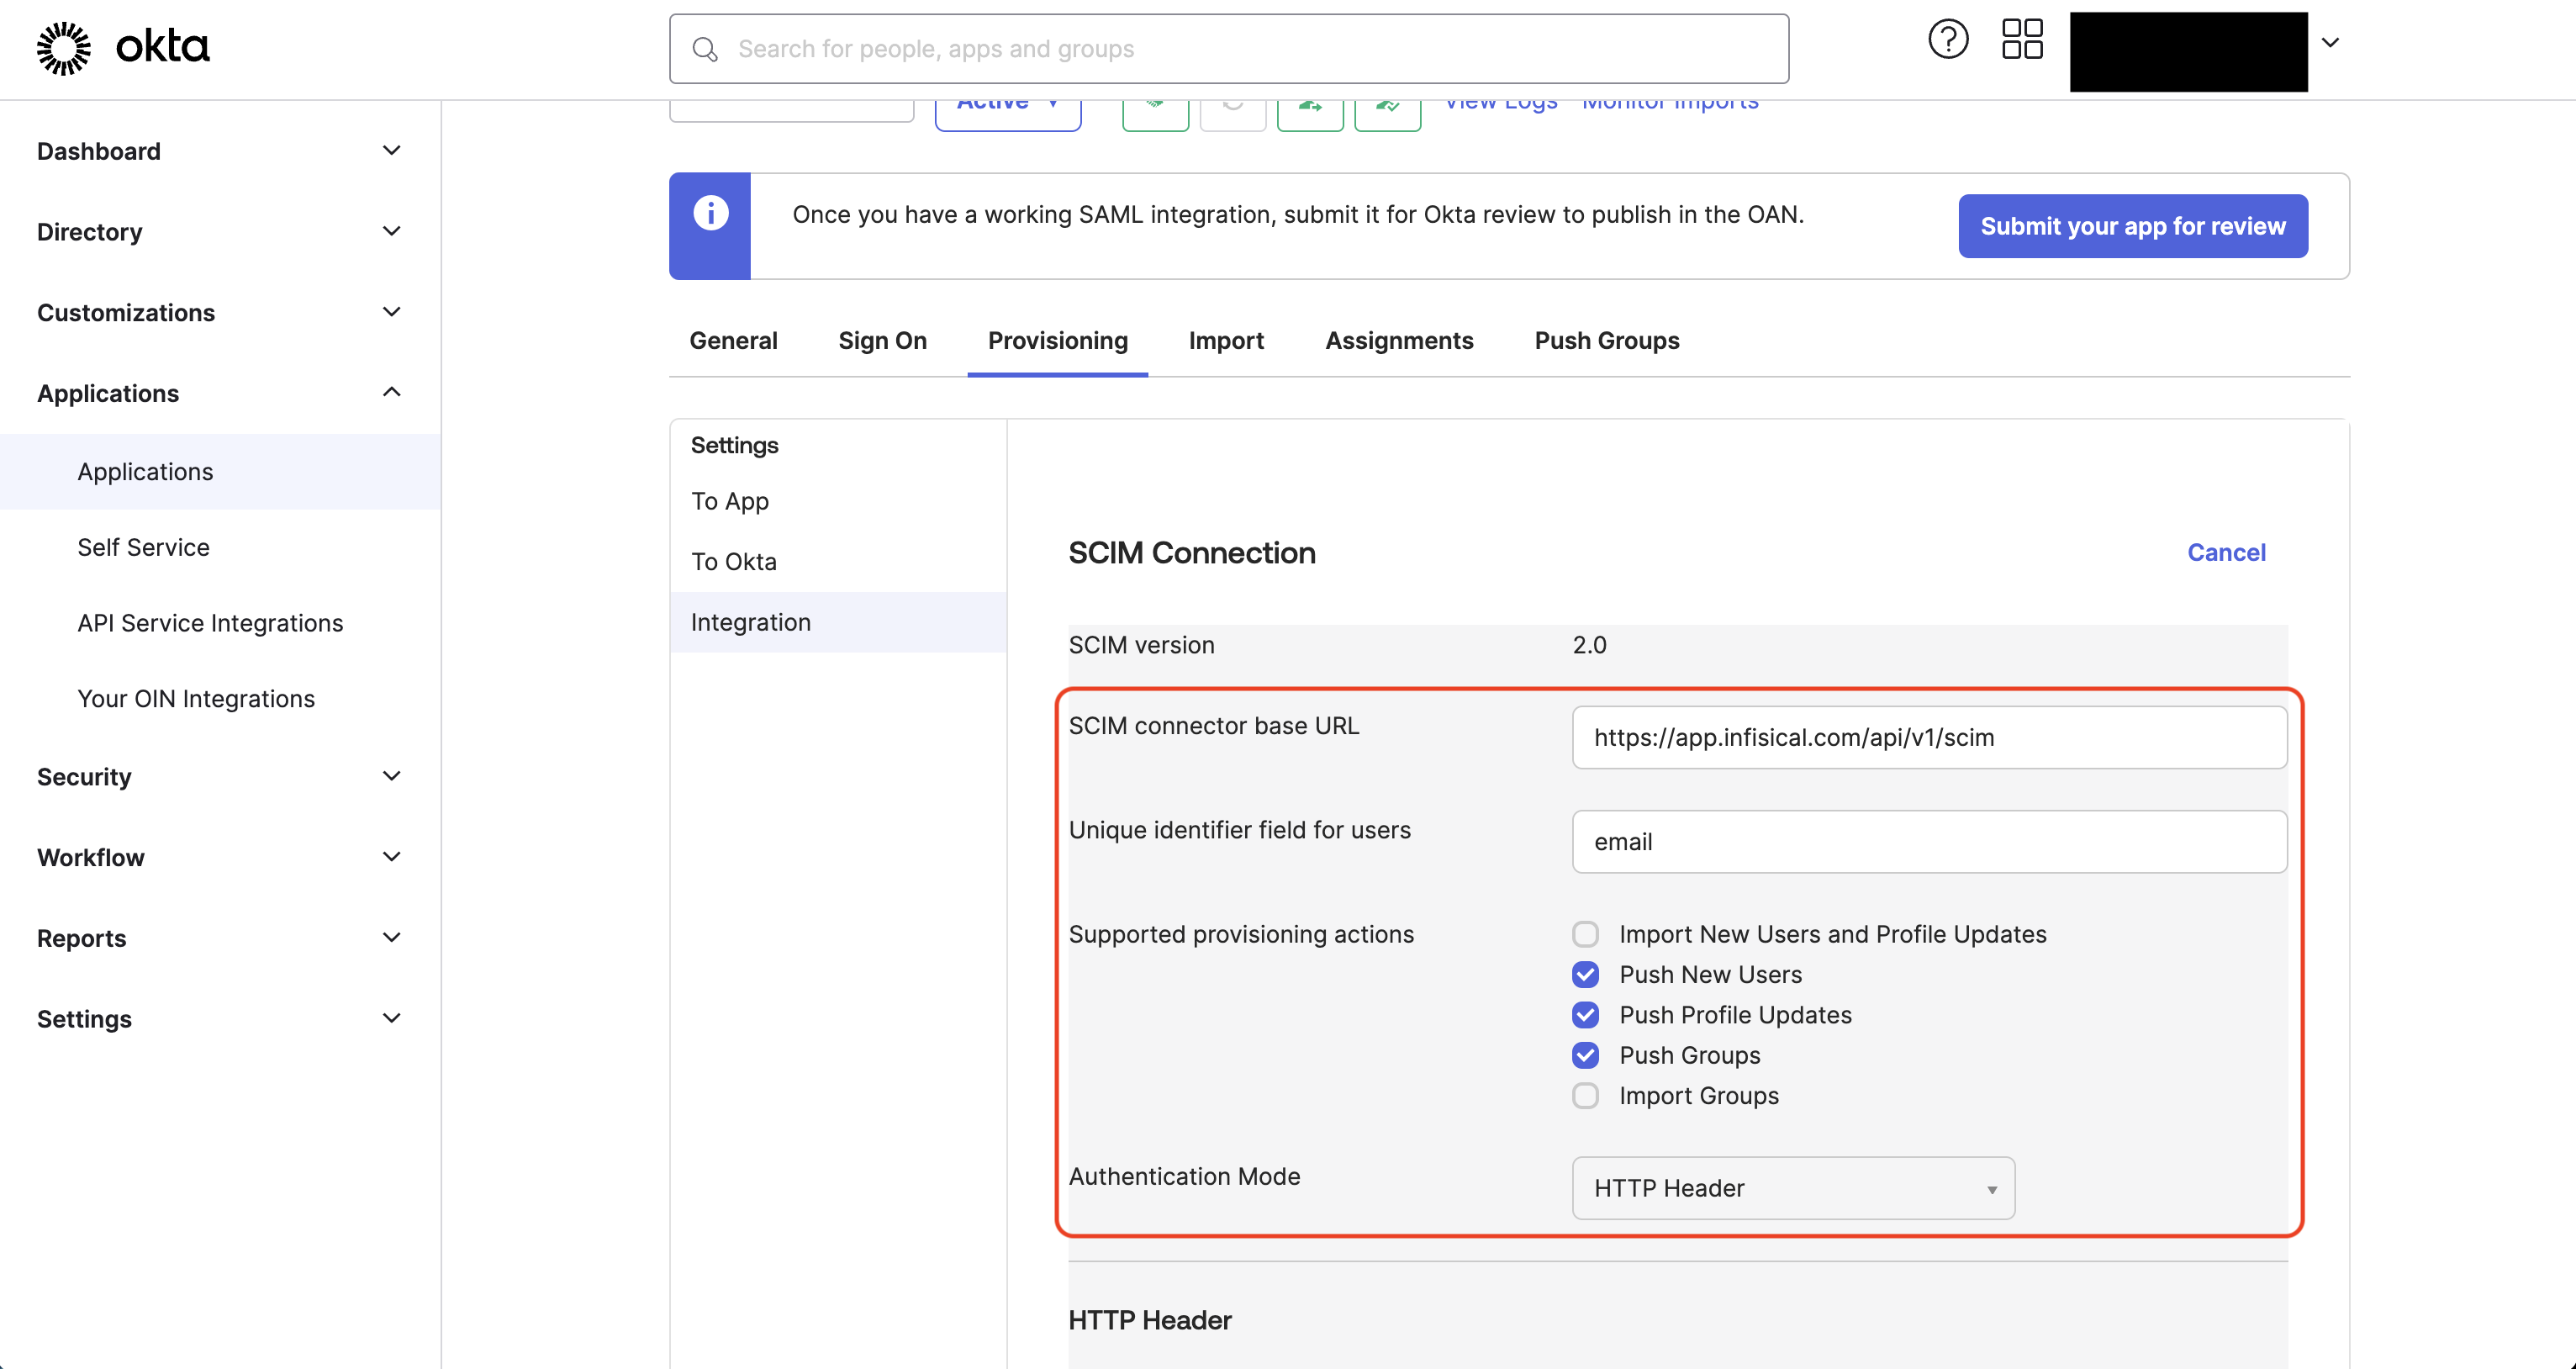 okta
Search for people, apps and groups
Active
View Logs
Monitor Imports
Dashboard
Directory
Customizations
Applications
Applications
Self Service
API Service Integrations
Your OIN Integrations
Security
Workflow
Reports
Settings
Once you have a working SAML integration, submit it for Okta review to publish in the OAN.
Submit your app for review
General
Sign On
Provisioning
Import
Assignments
Push Groups
Settings
To App
To Okta
Integration
SCIM Connection
Cancel
SCIM version
2.0
SCIM connector base URL
https://app.infisical.com/api/v1/scim
Unique identifier field for users
email
Supported provisioning actions
Import New Users and Profile Updates
Push New Users
Push Profile Updates
Push Groups
Import Groups
Authentication Mode
HTTP Header
HTTP Header